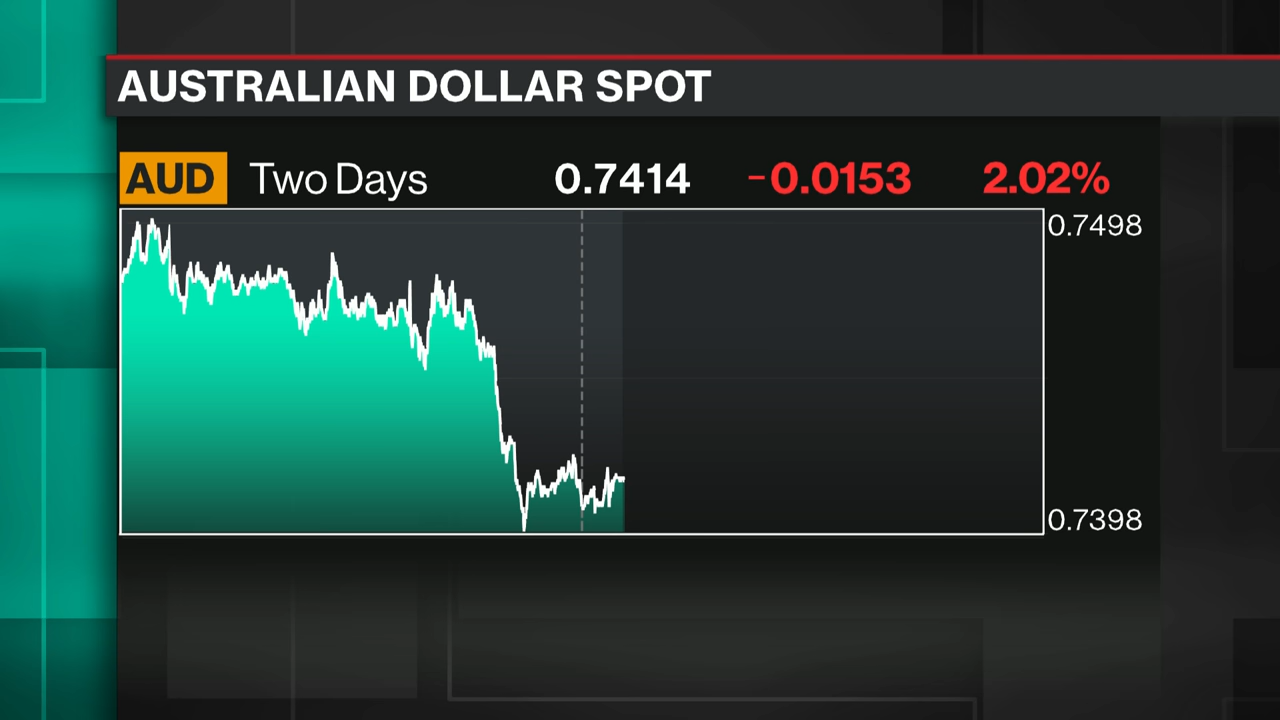 AUSTRALIAN DOLLAR SPOT
AUD Two Days 0.7414 -0.0153 2.02%
0.7498
0.7398